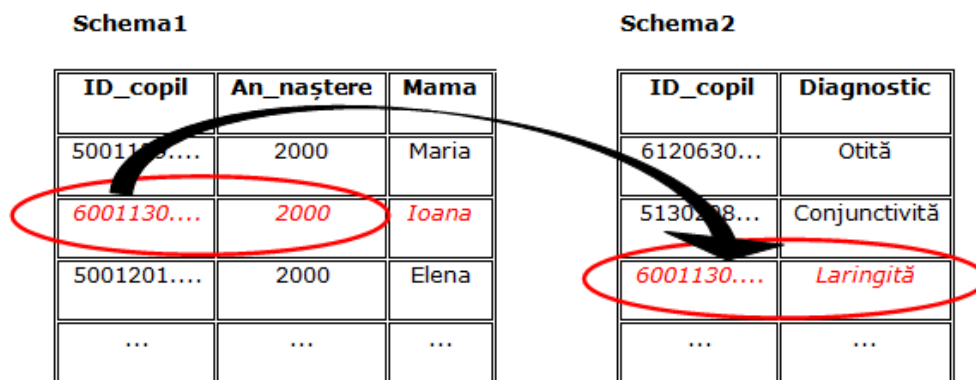 Schema1
ID_copil An_naștere Mama
2000 Maria
6001130.... 2000 Ioana
5001201.... 2000 Elena
... ... ...
Schema2
ID_copil Diagnostic
6120630... Otită
Conjunctivită
6001130.... Laringită
... ...